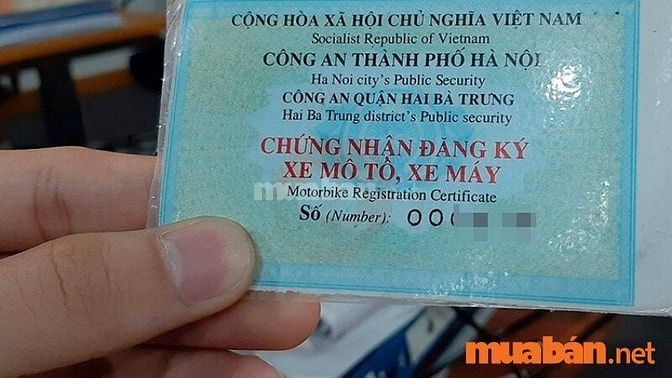 CỘNG HÒA XÃ HỘI CHỦ NGHĨA VIỆT NAM
Socialist Republic of Vietnam
CÔNG AN THÀNH PHỐ HÀ NỘI
Ha Noi city's Public Security
CÔNG AN QUẬN HAI BÀ TRƯNG
Hai Ba Trung district's Public security
CHỨNG NHẬN ĐĂNG KÝ
XE MÔ TÔ, XE MÁY
Motorbike Registration Certificate
Số (Number): 00
muabán.net